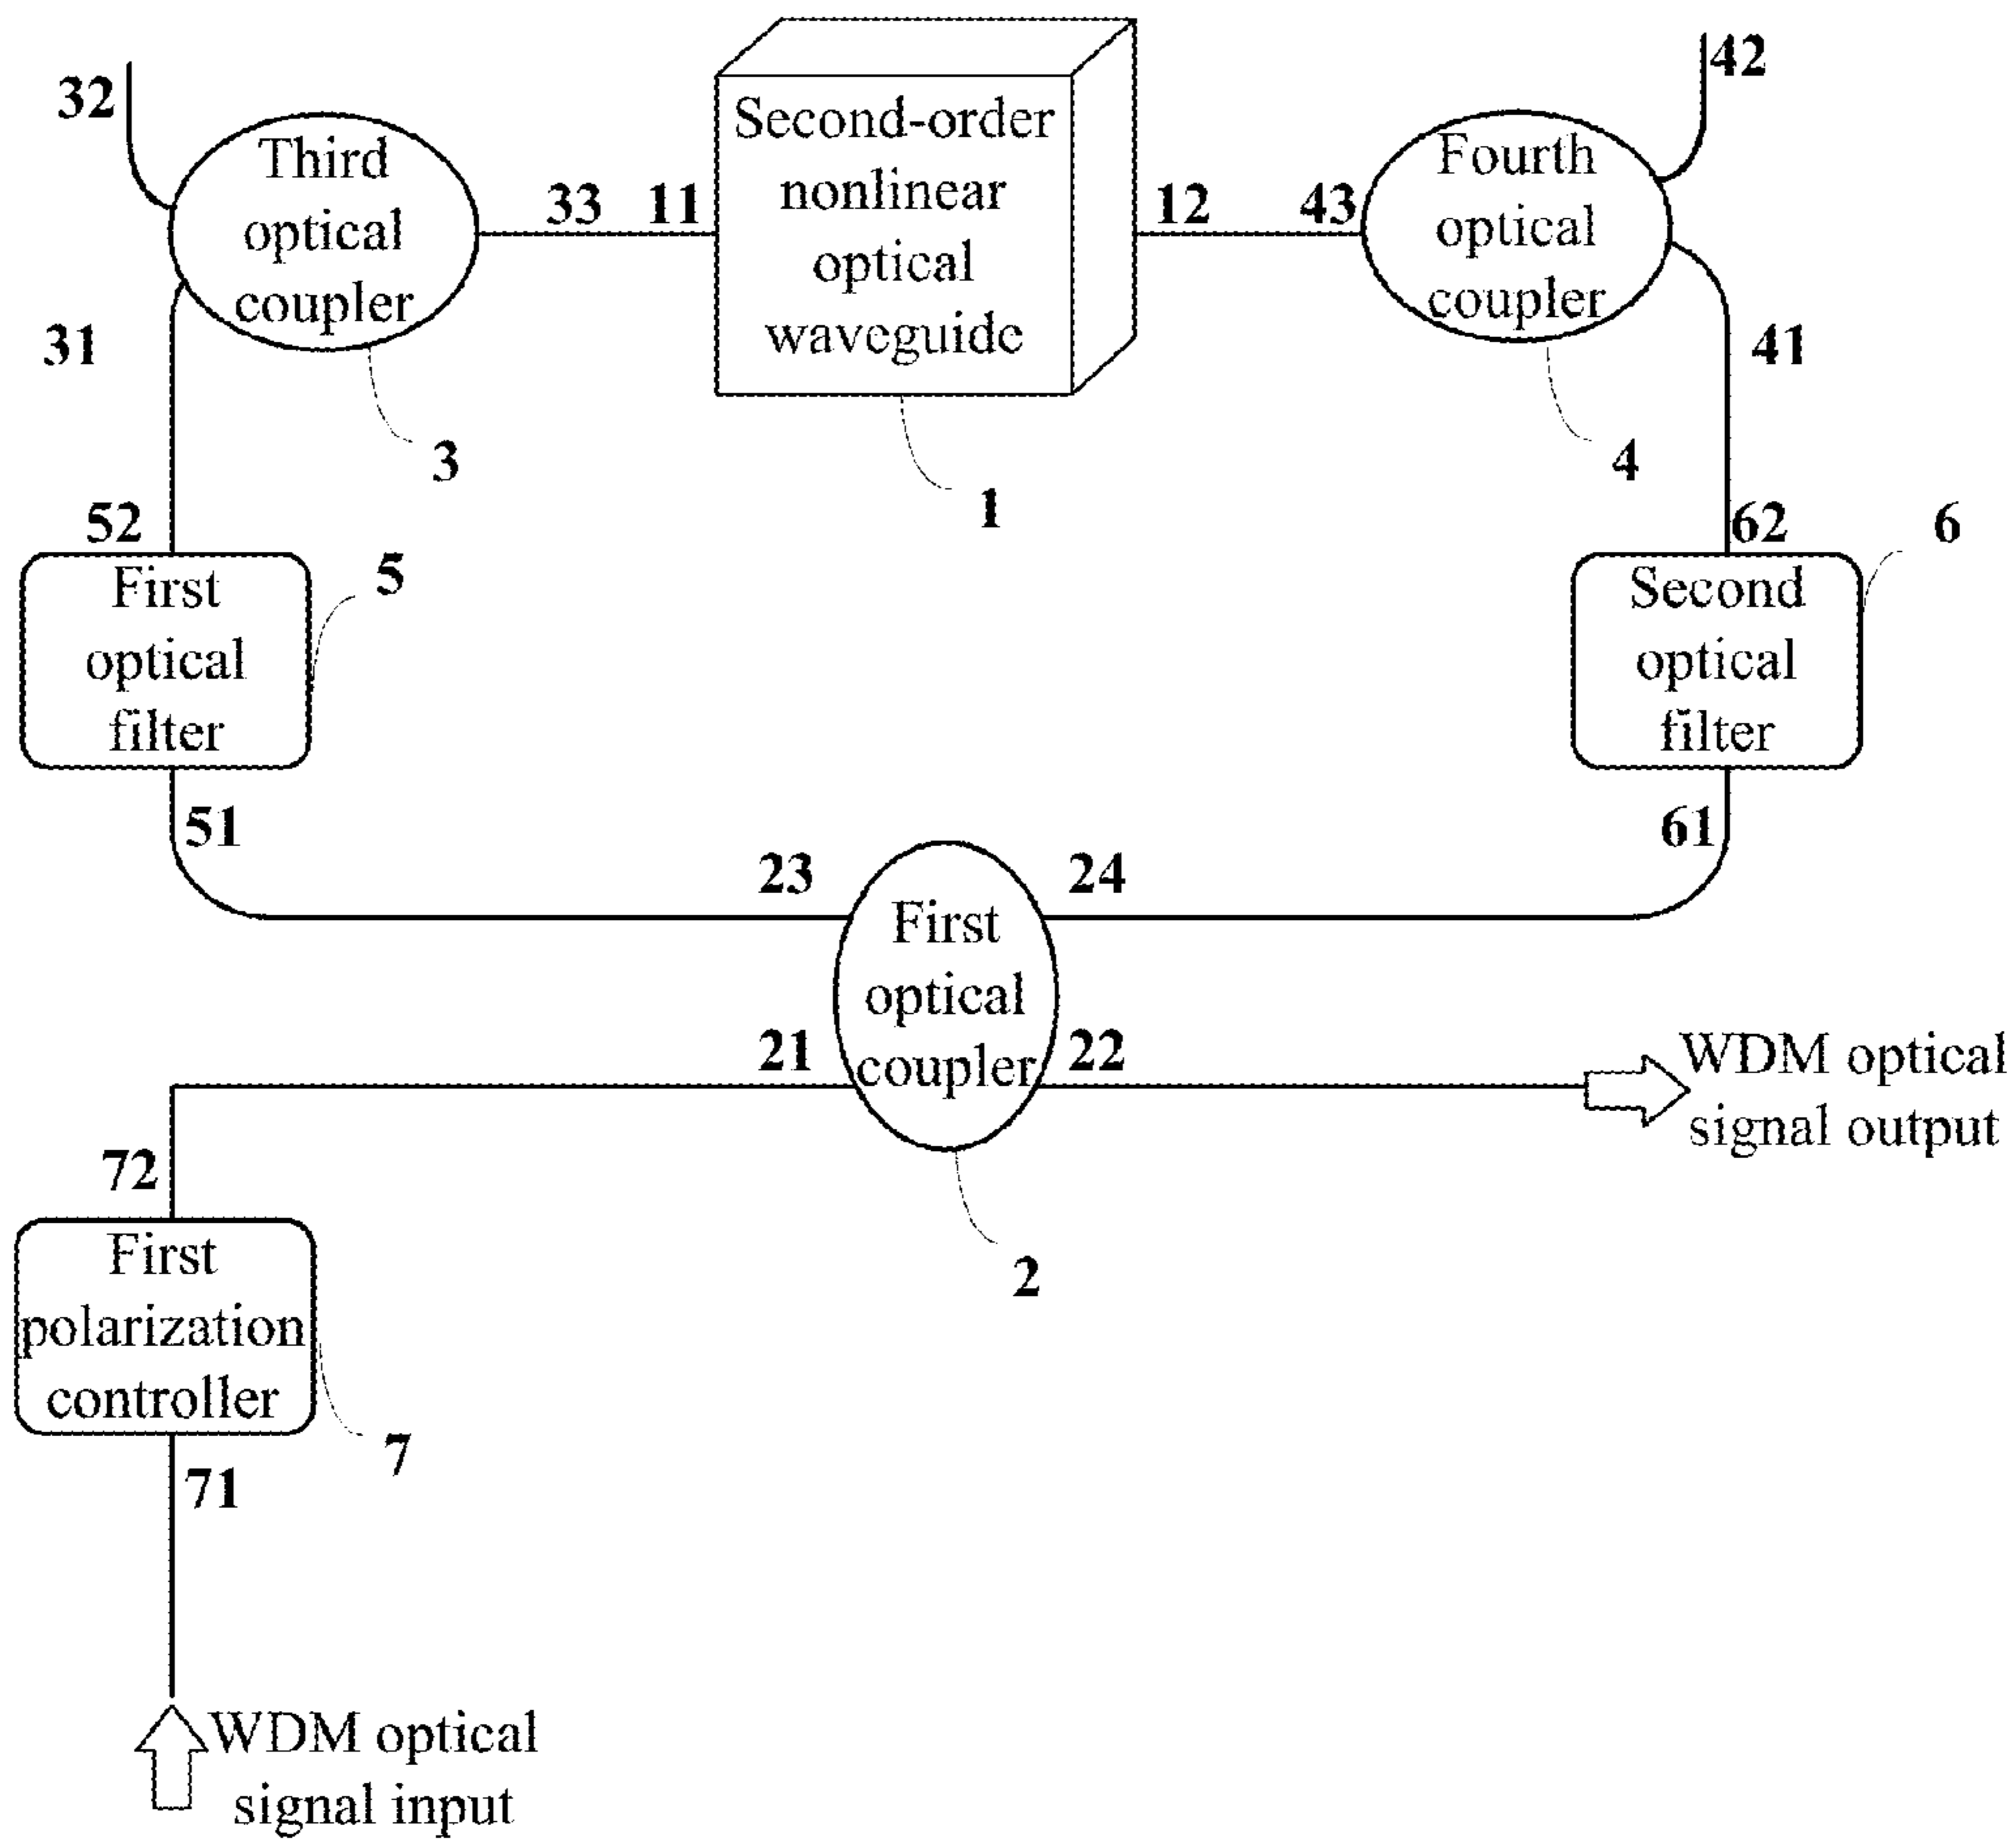 32
Third
optical
coupler
31
3
33
11
Second-order
nonlinear
optical
waveguide
1
12
43
Fourth
optical
coupler
42
41
4
52
First
optical
filter
5
51
62
Second
optical
filter
6
61
23
24
First
optical
coupler
21
22
2
WDM optical
signal output
72
First
polarization
controller
7
71
WDM optical
signal input